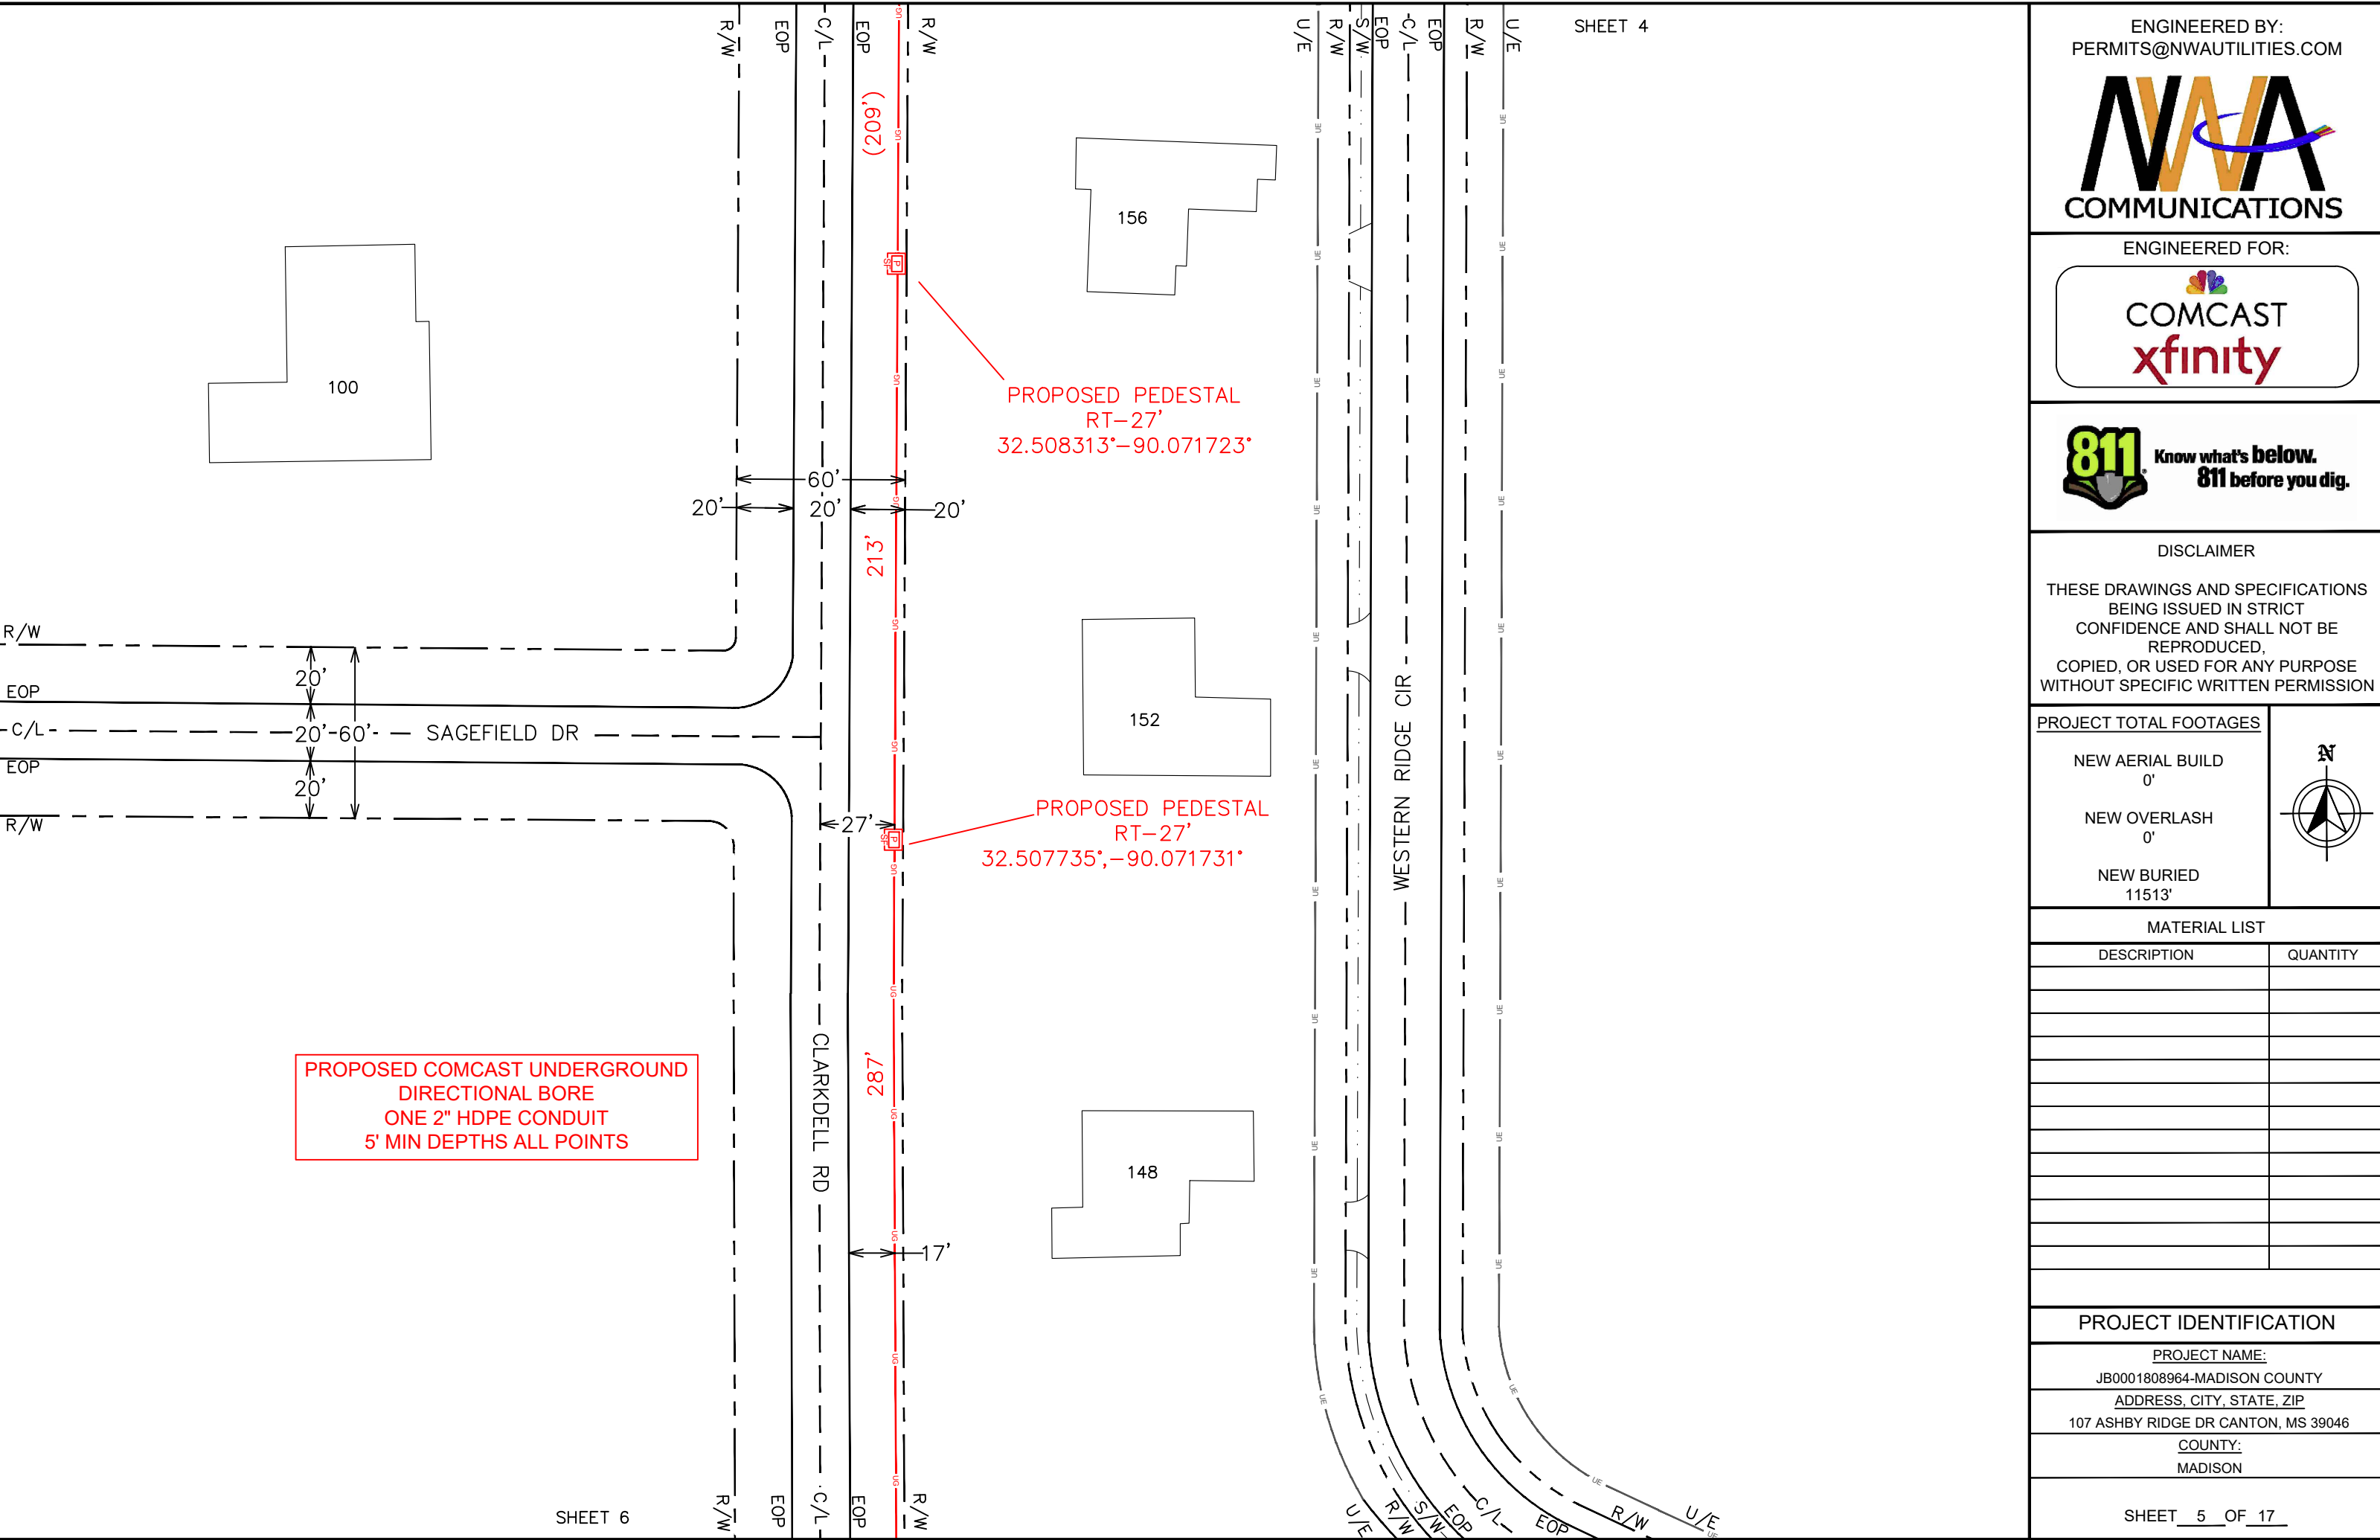 R/W
EOP
C/L
EOP
R/W
U/E
R/W
S/W
EOP
C/L
EOP
R/W
U/E
SHEET 4
(209')
UG
UE
156
100
P
SF
PROPOSED PEDESTAL
RT-27'
32.508313°-90.071723°
60'
20'
20'
20'
213'
R/W
20'
EOP
C/L
20'
60'
SAGEFIELD DR
EOP
20'
R/W
152
WESTERN RIDGE CIR
27'
P
SF
PROPOSED PEDESTAL
RT-27'
32.507735°,-90.071731°
PROPOSED COMCAST UNDERGROUND
DIRECTIONAL BORE
ONE 2" HDPE CONDUIT
5' MIN DEPTHS ALL POINTS
CLARKDELL RD
287'
148
17'
SHEET 6
R/W
EOP
C/L
EOP
R/W
U/E
R/W
S/W
EOP
C/L
EOP
R/W
U/E
ENGINEERED BY:
PERMITS@NWAUTILITIES.COM
NWA
COMMUNICATIONS
ENGINEERED FOR:
COMCAST
xfinity
811
Know what's below.
811 before you dig.
DISCLAIMER
THESE DRAWINGS AND SPECIFICATIONS
BEING ISSUED IN STRICT
CONFIDENCE AND SHALL NOT BE
REPRODUCED,
COPIED, OR USED FOR ANY PURPOSE
WITHOUT SPECIFIC WRITTEN PERMISSION
PROJECT TOTAL FOOTAGES
NEW AERIAL BUILD
0'
NEW OVERLASH
0'
NEW BURIED
11513'
N
MATERIAL LIST
DESCRIPTION QUANTITY
PROJECT IDENTIFICATION
PROJECT NAME:
JB0001808964-MADISON COUNTY
ADDRESS, CITY, STATE, ZIP
107 ASHBY RIDGE DR CANTON, MS 39046
COUNTY:
MADISON
SHEET 5 OF 17